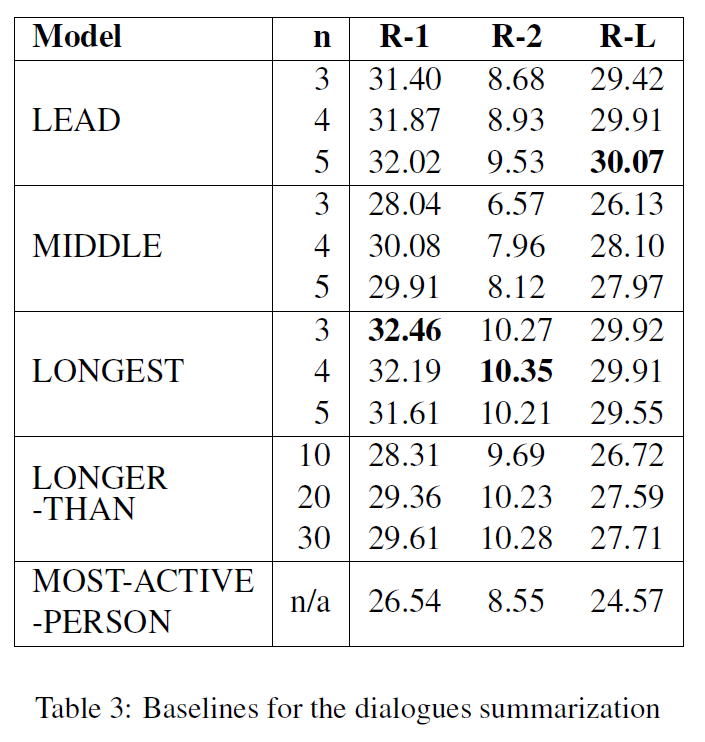 Model n R-1 R-2 R-L
3 31.40 8.68 29.42
LEAD 4 31.87 8.93 29.91
5 32.02 9.53 30.07
3 28.04 6.57 26.13
MIDDLE 4 30.08 7.96 28.10
5 29.91 8.12 27.97
3 32.46 10.27 29.92
LONGEST 4 32.19 10.35 29.91
5 31.61 10.21 29.55
10 28.31 9.69 26.72
LONGER
-THAN
20 29.36 10.23 27.59
30 29.61 10.28 27.71
MOST-ACTIVE
-PERSON
n/a 26.54 8.55 24.57
Table 3: Baselines for the dialogues summarization